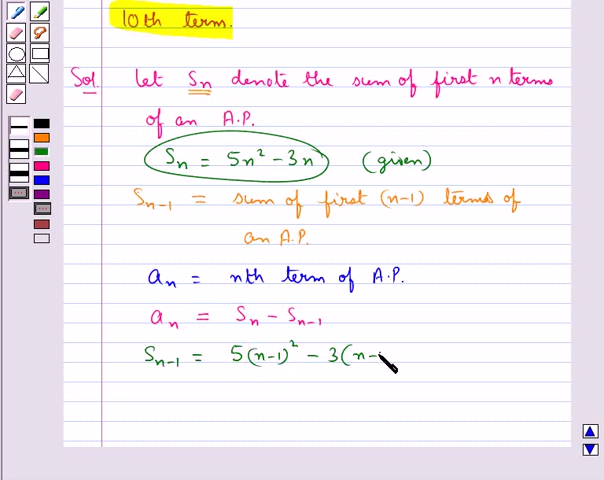 10th term.
Sol. Let Sn denote the sum of first n terms
of an A.P.
Sn = 5n² - 3n (given)
Sn-1 = sum of first (n-1) terms of
an A.P.
an = nth term of A.P.
an = Sn - Sn-1
Sn-1 = 5(n-1)² - 3(n-